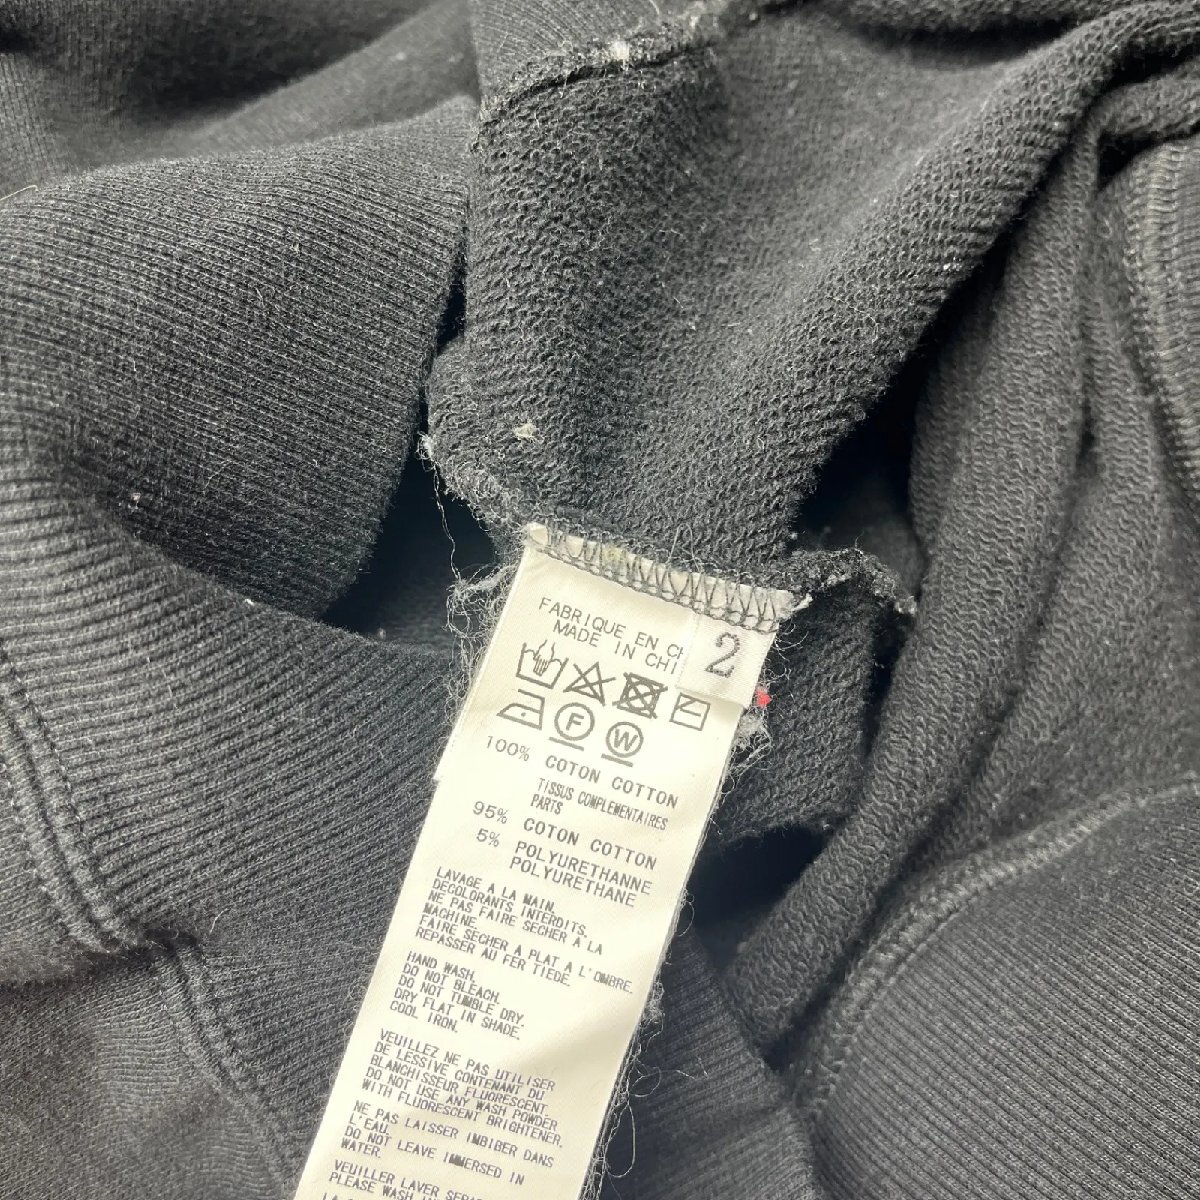 FABRIQUE EN
MADE IN
2
F
W
100% COTON COTTON
TISSUS COMPLEMENTAIRES
PARTS
95% COTON COTTON
5% POLYURETHANNE
POLYURETHANE
LAVAGE A LA MAIN.
DECOLORANTS INTERDITS.
NE PAS FAIRE SECHER A LA
MACHINE.
FAIRE SECHER A PLAT A L'OMBRE.
REPASSER AU FER TIEDE.
HAND WASH.
DO NOT BLEACH.
DO NOT TUMBLE DRY.
DRY FLAT IN SHADE.
COOL IRON.
VEUILLEZ NE PAS UTILISER
DE LESSIVE CONTENANT DU
BLANCHISSEUR FLUORESCENT.
DO NOT USE ANY WASH POWDER
WITH FLUORESCENT BRIGHTENER.
NE PAS LAISSER IMBIBER DANS
L'EAU.
DO NOT LEAVE IMMERSED IN
WATER.
VEUILLER LAVER
PLEASE WASH